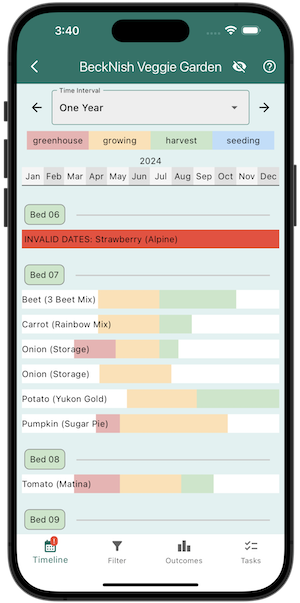 3:40
BeckNish Veggie Garden
Time Interval
One Year
greenhouse growing harvest seeding
2024
Jan Feb Mar Apr May Jun Jul Aug Sep Oct Nov Dec
Bed 06
INVALID DATES: Strawberry (Alpine)
Bed 07
Beet (3 Beet Mix)
Carrot (Rainbow Mix)
Onion (Storage)
Onion (Storage)
Potato (Yukon Gold)
Pumpkin (Sugar Pie)
Bed 08
Tomato (Matina)
Bed 09
Timeline Filter Outcomes Tasks